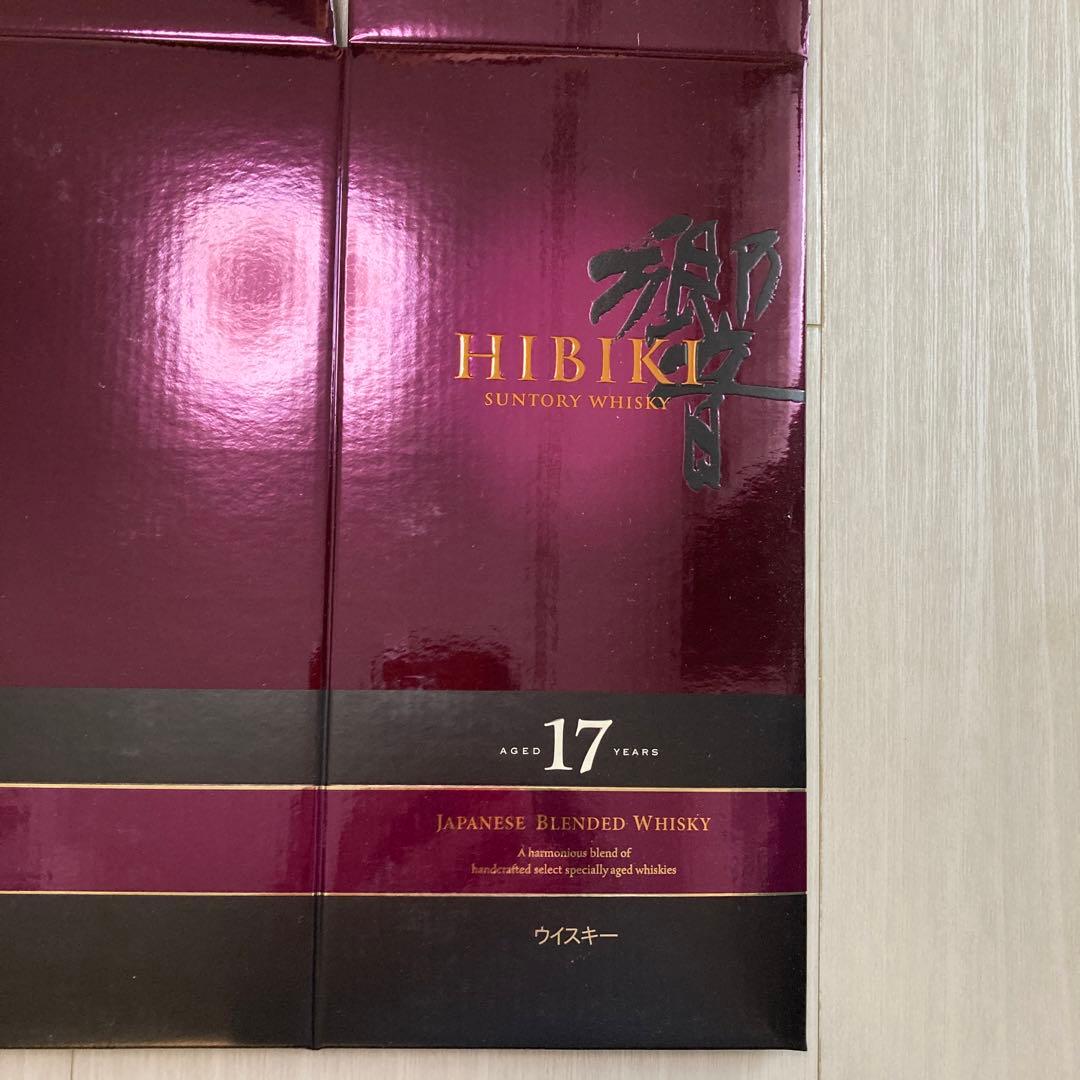 響
HIBIKI
SUNTORY WHISKY
AGED 17 YEARS
JAPANESE BLENDED WHISKY
A harmonious blend of
handcrafted select specially aged whiskies
ウイスキー